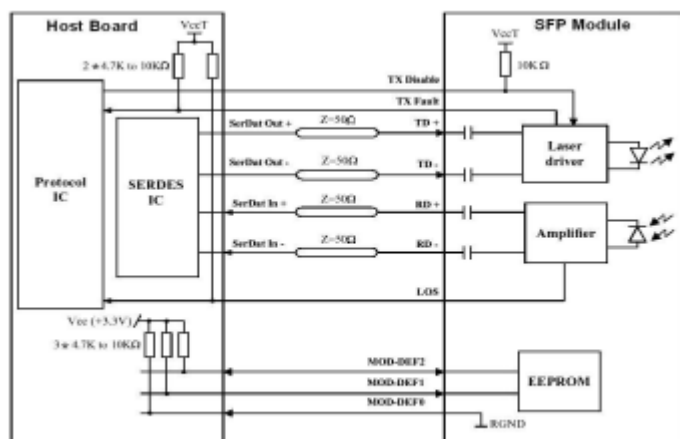 Host Board
SFP Module
VccT
VccT
2*4.7K to 10KΩ
10K Ω
TX Disable
TX Fault
SerDat Out +
Z=50Ω
TD +
SerDat Out -
Z=50Ω
TD -
Laser
driver
Protocol
IC
SERDES
IC
SerDat In +
Z=50Ω
RD +
SerDat In -
Z=50Ω
RD -
Amplifier
LOS
Vcc (+3.3V)
3*4.7K to 10KΩ
MOD-DEF2
MOD-DEF1
MOD-DEF0
EEPROM
RGND